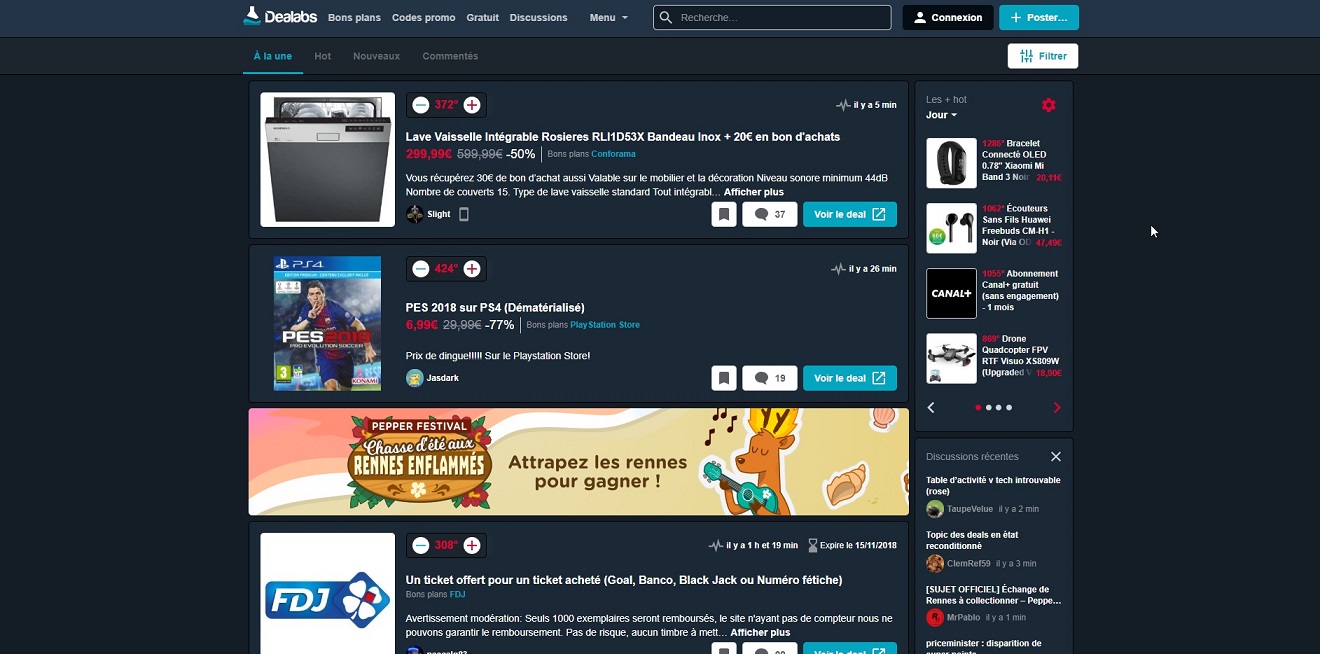 Dealabs Bons plans Codes promo Gratuit Discussions Menu Recherche... Connexion Poster...
À la une Hot Nouveaux Commentés Filtrer
372° il y a 5 min
Lave Vaisselle Intégrable Rosieres RLI1D53X Bandeau Inox + 20€ en bon d'achats
299,99€ 599,99€ -50% Bons plans Conforama
Vous récupérez 30€ de bon d'achat aussi Valable sur le mobilier et la décoration Niveau sonore minimum 44dB
Nombre de couverts 15. Type de lave vaisselle standard Tout intégrabl... Afficher plus
Slight 37 Voir le deal
PS4
424° il y a 26 min
PES 2018 sur PS4 (Dématérialisé)
6,99€ 29,99€ -77% Bons plans PlayStation Store
PES 2018
PRO EVOLUTION SOCCER
Prix de dingue!!!!! Sur le Playstation Store!
3
KONAMI
Jasdark 19 Voir le deal
PEPPER FESTIVAL
Chasse d'été aux
RENNES ENFLAMMÉS
Attrapez les rennes
pour gagner !
308° il y a 1 h et 19 min Expire le 15/11/2018
Un ticket offert pour un ticket acheté (Goal, Banco, Black Jack ou Numéro fétiche)
Bons plans FDJ
FDJ
Avertissement modération: Seuls 1000 exemplaires seront remboursés, le site n'ayant pas de compteur nous ne
pouvons garantir le remboursement. Pas de risque, aucun timbre à mett... Afficher plus
Voir le deal
Les + hot
Jour
1286° Bracelet
Connecté OLED
0.78" Xiaomi Mi
Band 3 Noir 20,11€
1062° Écouteurs
Sans Fils Huawei
Freebuds CM-H1 -
Noir (Via OD 47,49€
1055° Abonnement
Canal+ gratuit
(sans engagement)
- 1 mois
CANAL+
869° Drone
Quadcopter FPV
RTF Visuo XS809W
(Upgraded V 18,90€
Discussions récentes
Table d'activité v tech introuvable
(rose)
TaupeVelue il y a 2 min
Topic des deals en état
reconditionné
ClemRef59 il y a 3 min
[SUJET OFFICIEL] Échange de
Rennes à collectionner – Peppe...
MrPablo il y a 1 min
priceminister : disparition de